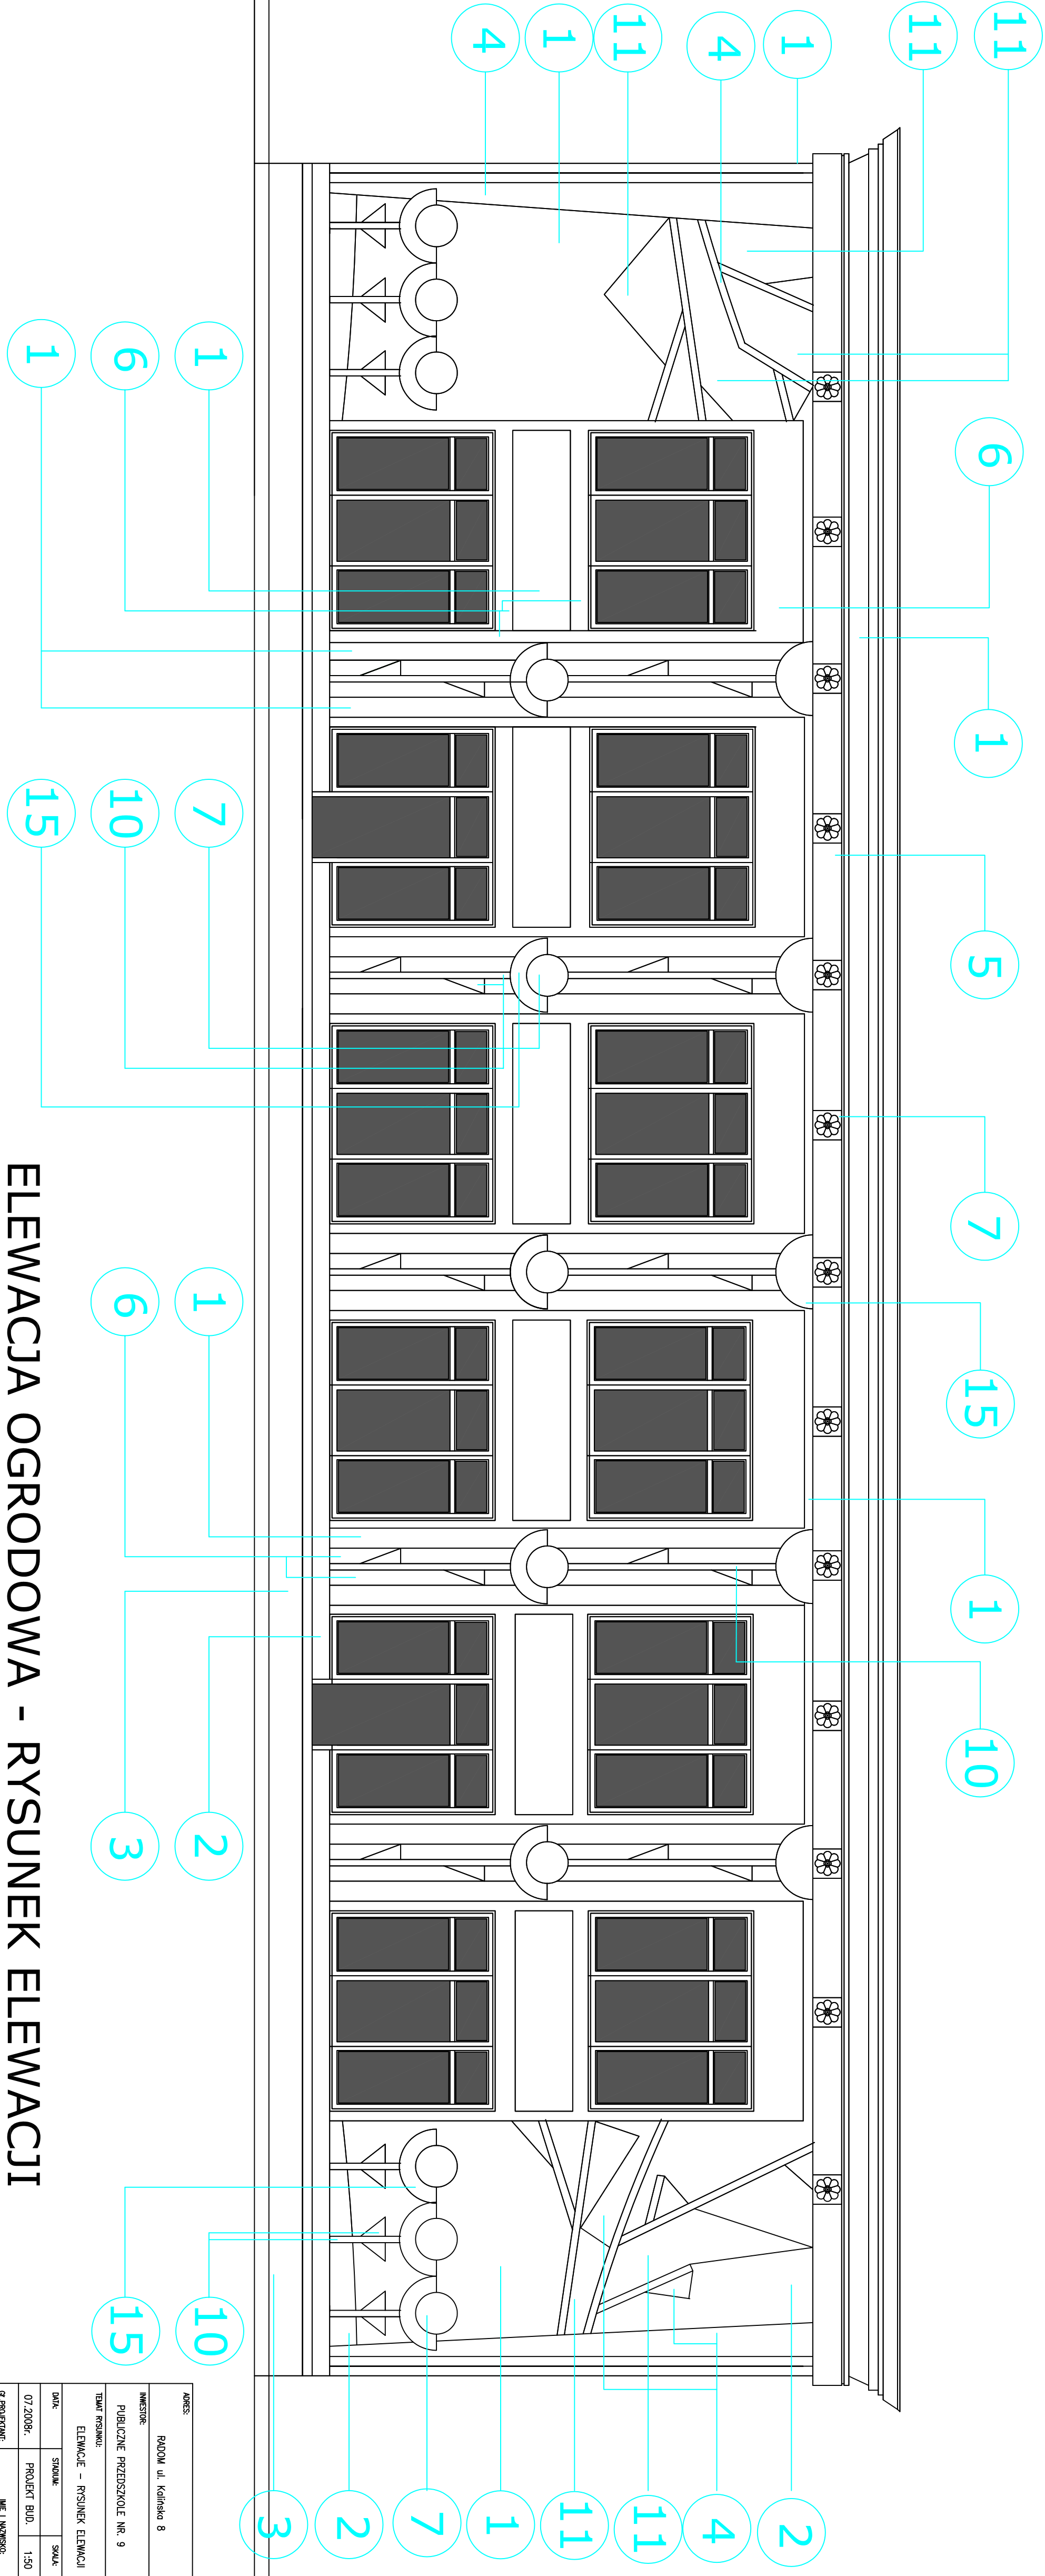 11
6 1 5 7 15 1 10
11
1
4
11
1
4
2
4
11
11
1
7
2
3
1 7 1 2 10
6 10 6 3 15
1 15
ELEWACJA OGRODOWA - RYSUNEK ELEWACJI
ADRES:
RADOM ul. Kolińska 8
INWESTOR:
PUBLICZNE PRZEDSZKOLE NR. 9
TEMAT RYSUNKU:
ELEWACJE – RYSUNEK ELEWACJI
DATA: STADIUM: SKALA:
07.2008r. PROJEKT BUD. 1:50
GŁ PROJEKTANT: IMIĘ I NAZWISKO: